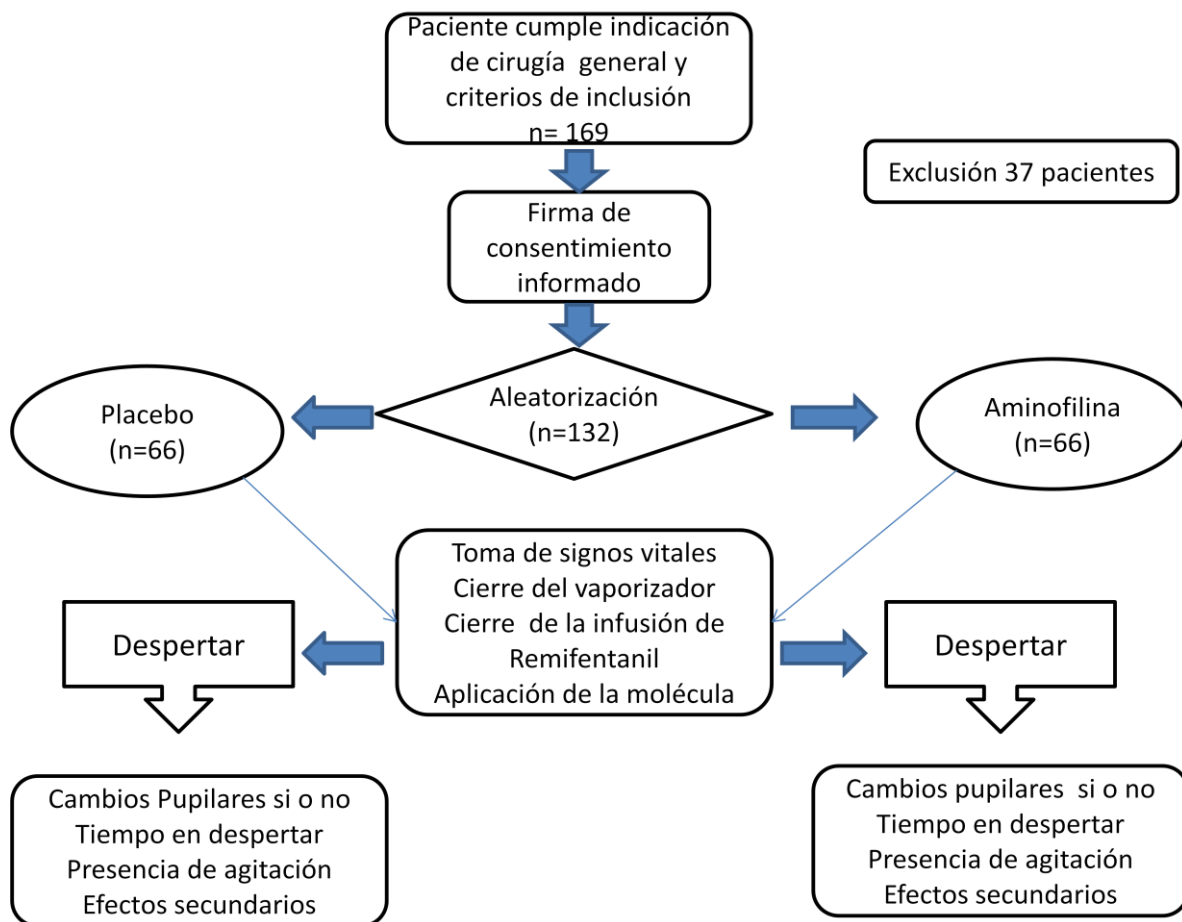 Paciente cumple indicación
de cirugía general y
criterios de inclusión
n= 169
Exclusión 37 pacientes
Firma de
consentimiento
informado
Aleatorización
(n=132)
Placebo
(n=66)
Aminofilina
(n=66)
Toma de signos vitales
Cierre del vaporizador
Cierre de la infusión de
Remifentanil
Aplicación de la molécula
Despertar
Despertar
Cambios Pupilares si o no
Tiempo en despertar
Presencia de agitación
Efectos secundarios
Cambios pupilares si o no
Tiempo en despertar
Presencia de agitación
Efectos secundarios